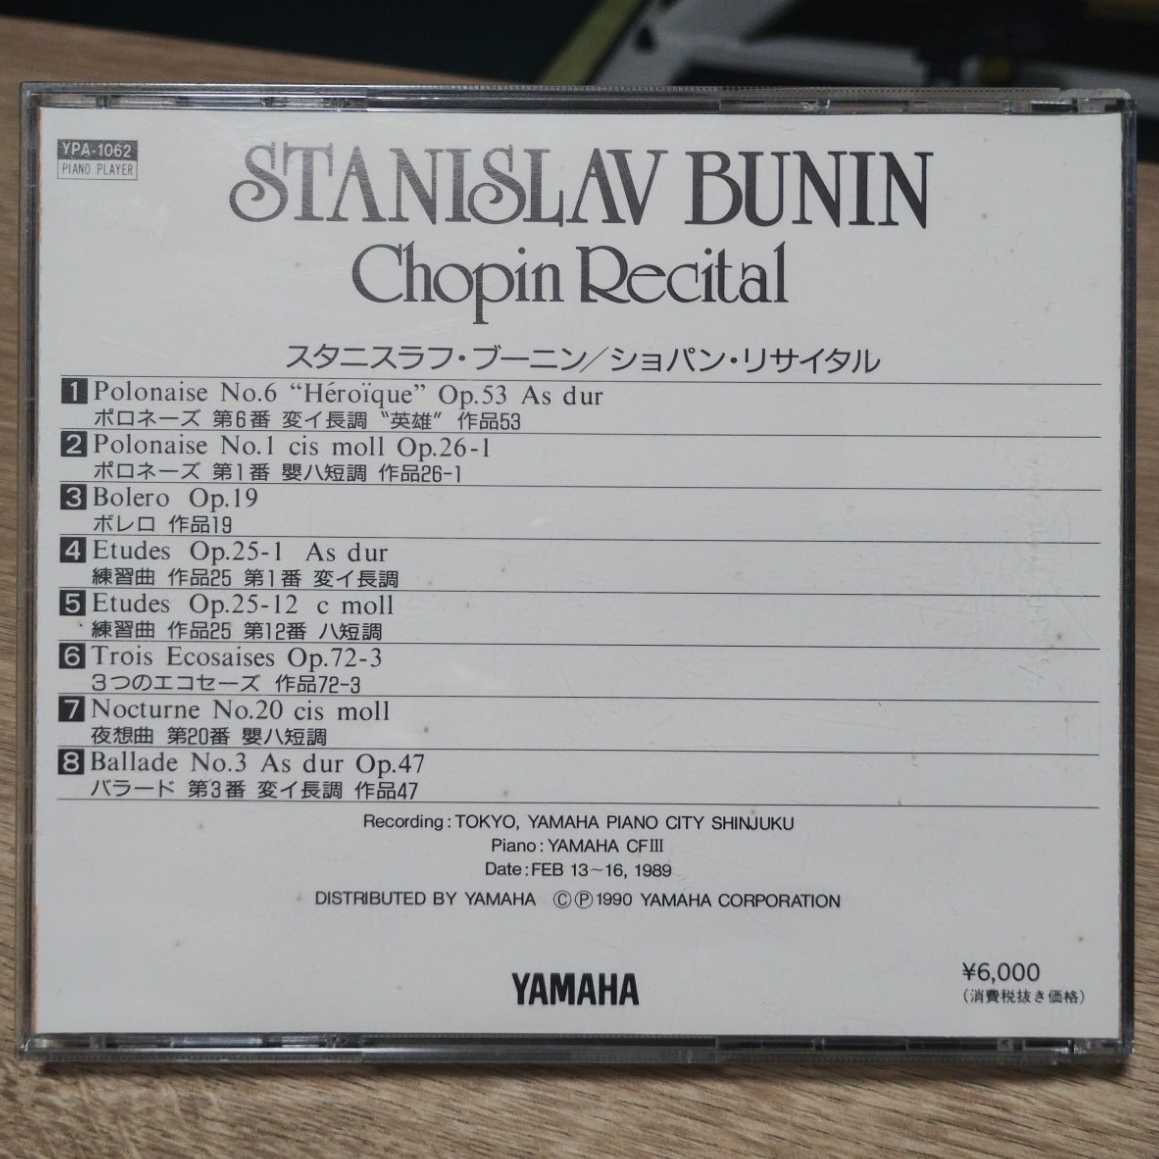 YPA-1062
PIANO PLAYER
STANISLAV BUNIN
Chopin Recital
スタニスラフ・ブーニン／ショパン・リサイタル
1 Polonaise No.6 “Héroïque” Op.53 As dur
ポロネーズ 第6番 変イ長調 〝英雄〟 作品53
2 Polonaise No.1 cis moll Op.26-1
ポロネーズ 第1番 嬰ハ短調 作品26-1
3 Bolero Op.19
ボレロ 作品19
4 Etudes Op.25-1 As dur
練習曲 作品25 第1番 変イ長調
5 Etudes Op.25-12 c moll
練習曲 作品25 第12番 ハ短調
6 Trois Ecosaises Op.72-3
3つのエコセーズ 作品72-3
7 Nocturne No.20 cis moll
夜想曲 第20番 嬰ハ短調
8 Ballade No.3 As dur Op.47
バラード 第3番 変イ長調 作品47
Recording:TOKYO, YAMAHA PIANO CITY SHINJUKU
Piano:YAMAHA CFⅢ
Date:FEB 13~16, 1989
DISTRIBUTED BY YAMAHA ©℗1990 YAMAHA CORPORATION
YAMAHA
¥6,000
(消費税抜き価格)